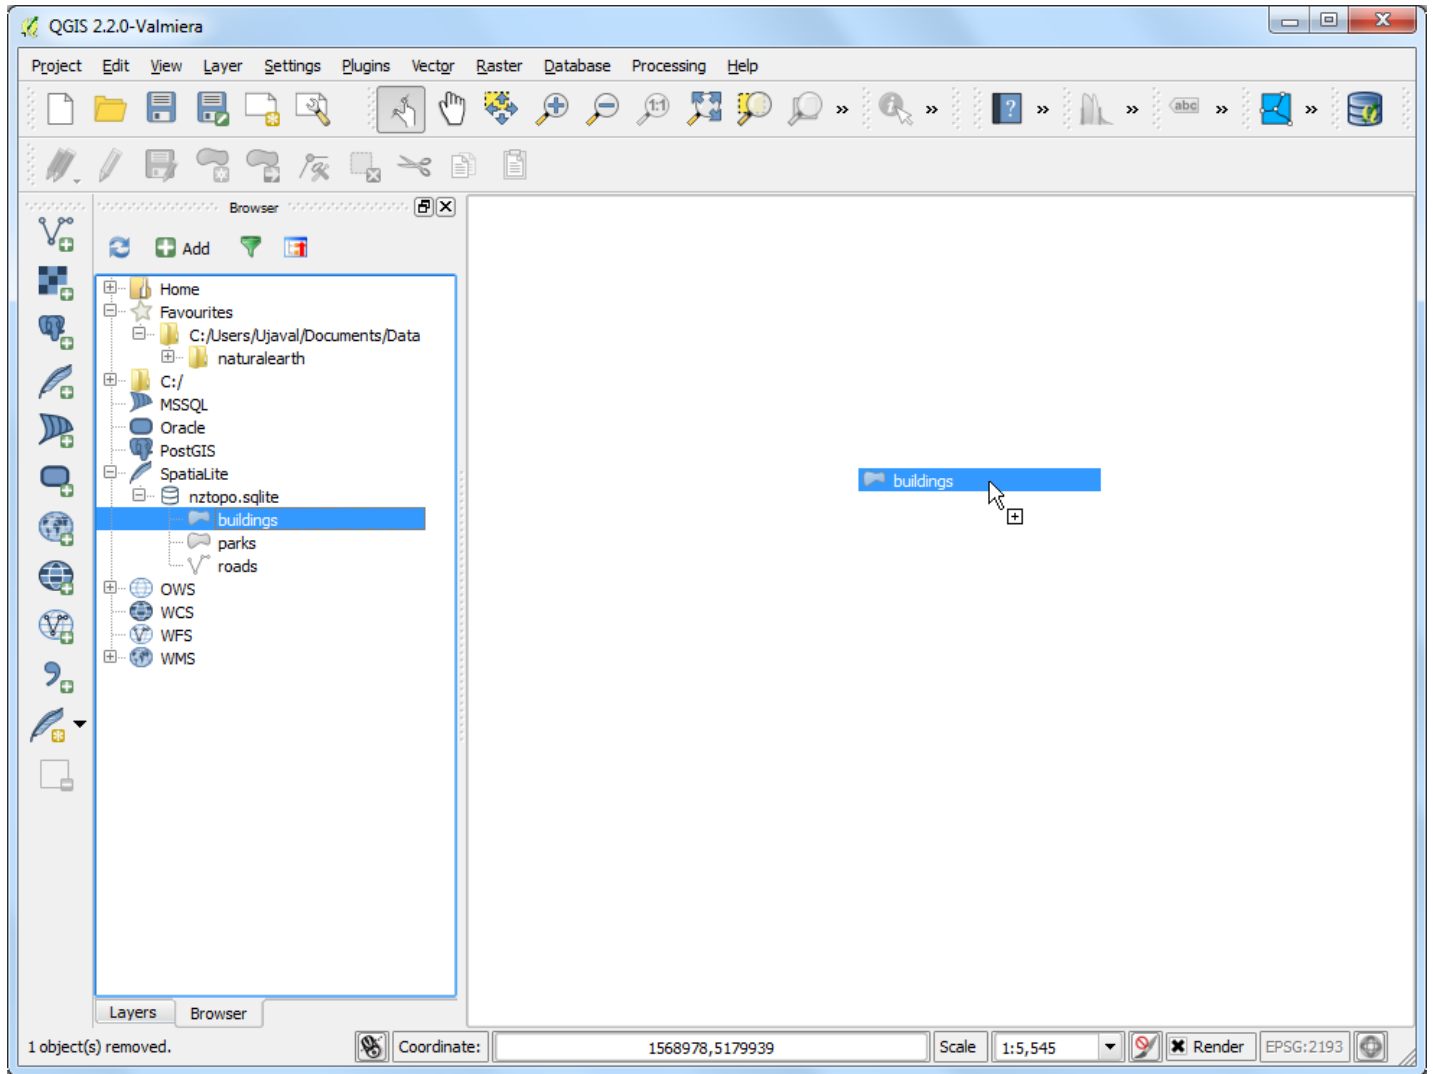 QGIS 2.2.0-Valmiera
Project Edit View Layer Settings Plugins Vector Raster Database Processing Help
1:1 ? abc
Browser
Add
Home
Favourites
C:/Users/Ujaval/Documents/Data
naturalearth
C:/
MSSQL
Oracle
PostGIS
SpatiaLite
nztopo.sqlite
buildings
parks
roads
OWS
WCS
WFS
WMS
buildings
Layers Browser
1 object(s) removed. Coordinate: 1568978,5179939 Scale 1:5,545 Render EPSG:2193